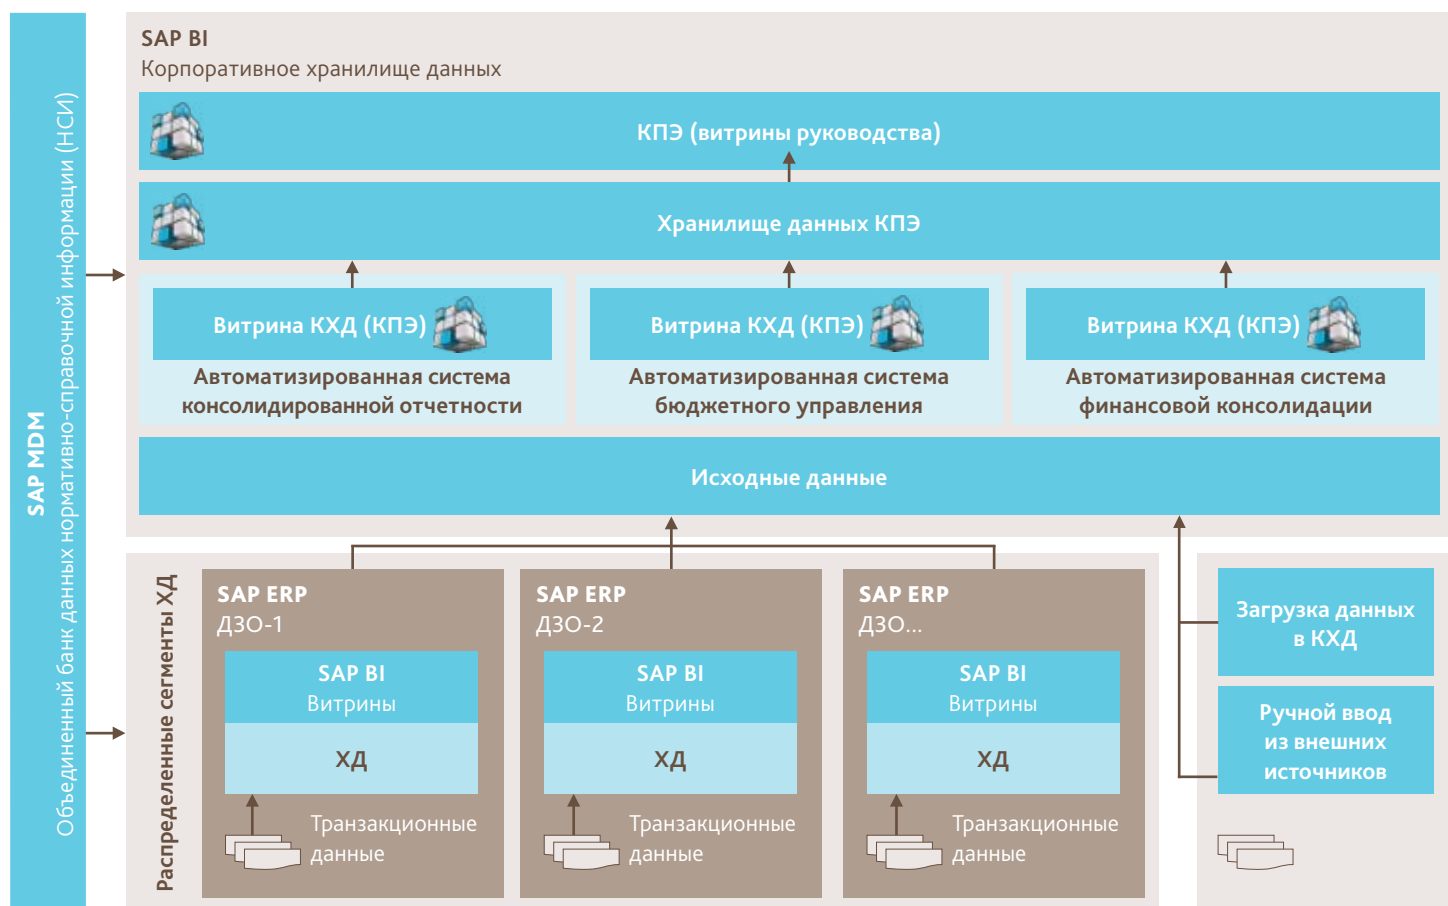 SAP MDM
Объединенный банк данных нормативно-справочной информации (НСИ)
SAP BI
Корпоративное хранилище данных
КПЭ (витрины руководства)
Хранилище данных КПЭ
Витрина КХД (КПЭ)
Автоматизированная система
консолидированной отчетности
Витрина КХД (КПЭ)
Автоматизированная система
бюджетного управления
Витрина КХД (КПЭ)
Автоматизированная система
финансовой консолидации
Исходные данные
Распределенные сегменты ХД
SAP ERP
ДЗО-1
SAP BI
Витрины
ХД
Транзакционные
данные
SAP ERP
ДЗО-2
SAP BI
Витрины
ХД
Транзакционные
данные
SAP ERP
ДЗО...
SAP BI
Витрины
ХД
Транзакционные
данные
Загрузка данных
в КХД
Ручной ввод
из внешних
источников